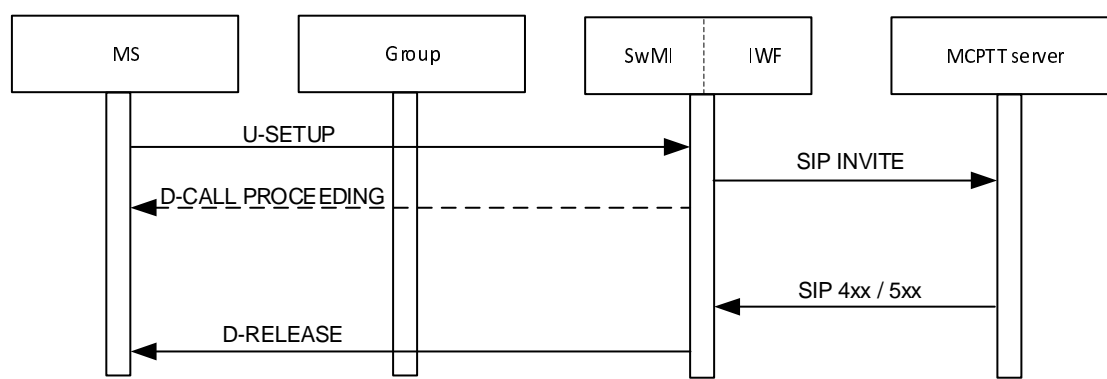 MS
Group
SwMI
IWF
MCPTT server
U-SETUP
SIP INVITE
D-CALL PROCEEDING
SIP 4xx / 5xx
D-RELEASE